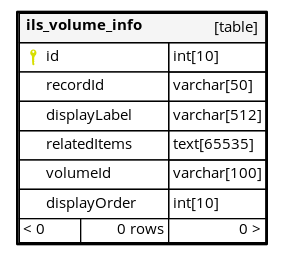 ils_volume_info [table]
id int[10]
recordId varchar[50]
displayLabel varchar[512]
relatedItems text[65535]
volumeId varchar[100]
displayOrder int[10]
< 0 0 rows 0 >